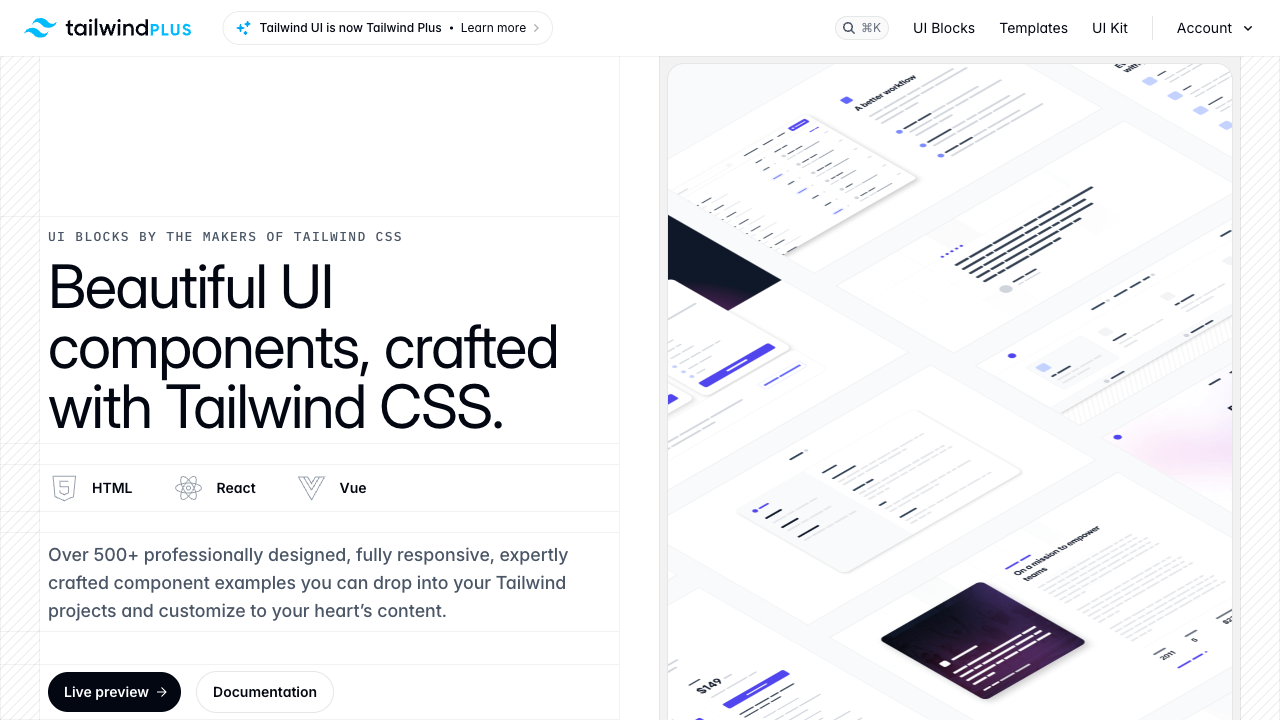 tailwindPLUS
Tailwind UI is now Tailwind Plus • Learn more
⌘K
UI Blocks
Templates
UI Kit
Account
UI BLOCKS BY THE MAKERS OF TAILWIND CSS
Beautiful UI
components, crafted
with Tailwind CSS.
HTML
React
Vue
Over 500+ professionally designed, fully responsive, expertly
crafted component examples you can drop into your Tailwind
projects and customize to your heart’s content.
Live preview →
Documentation
A better workflow
On a mission to empower
teams
2011
5
$149